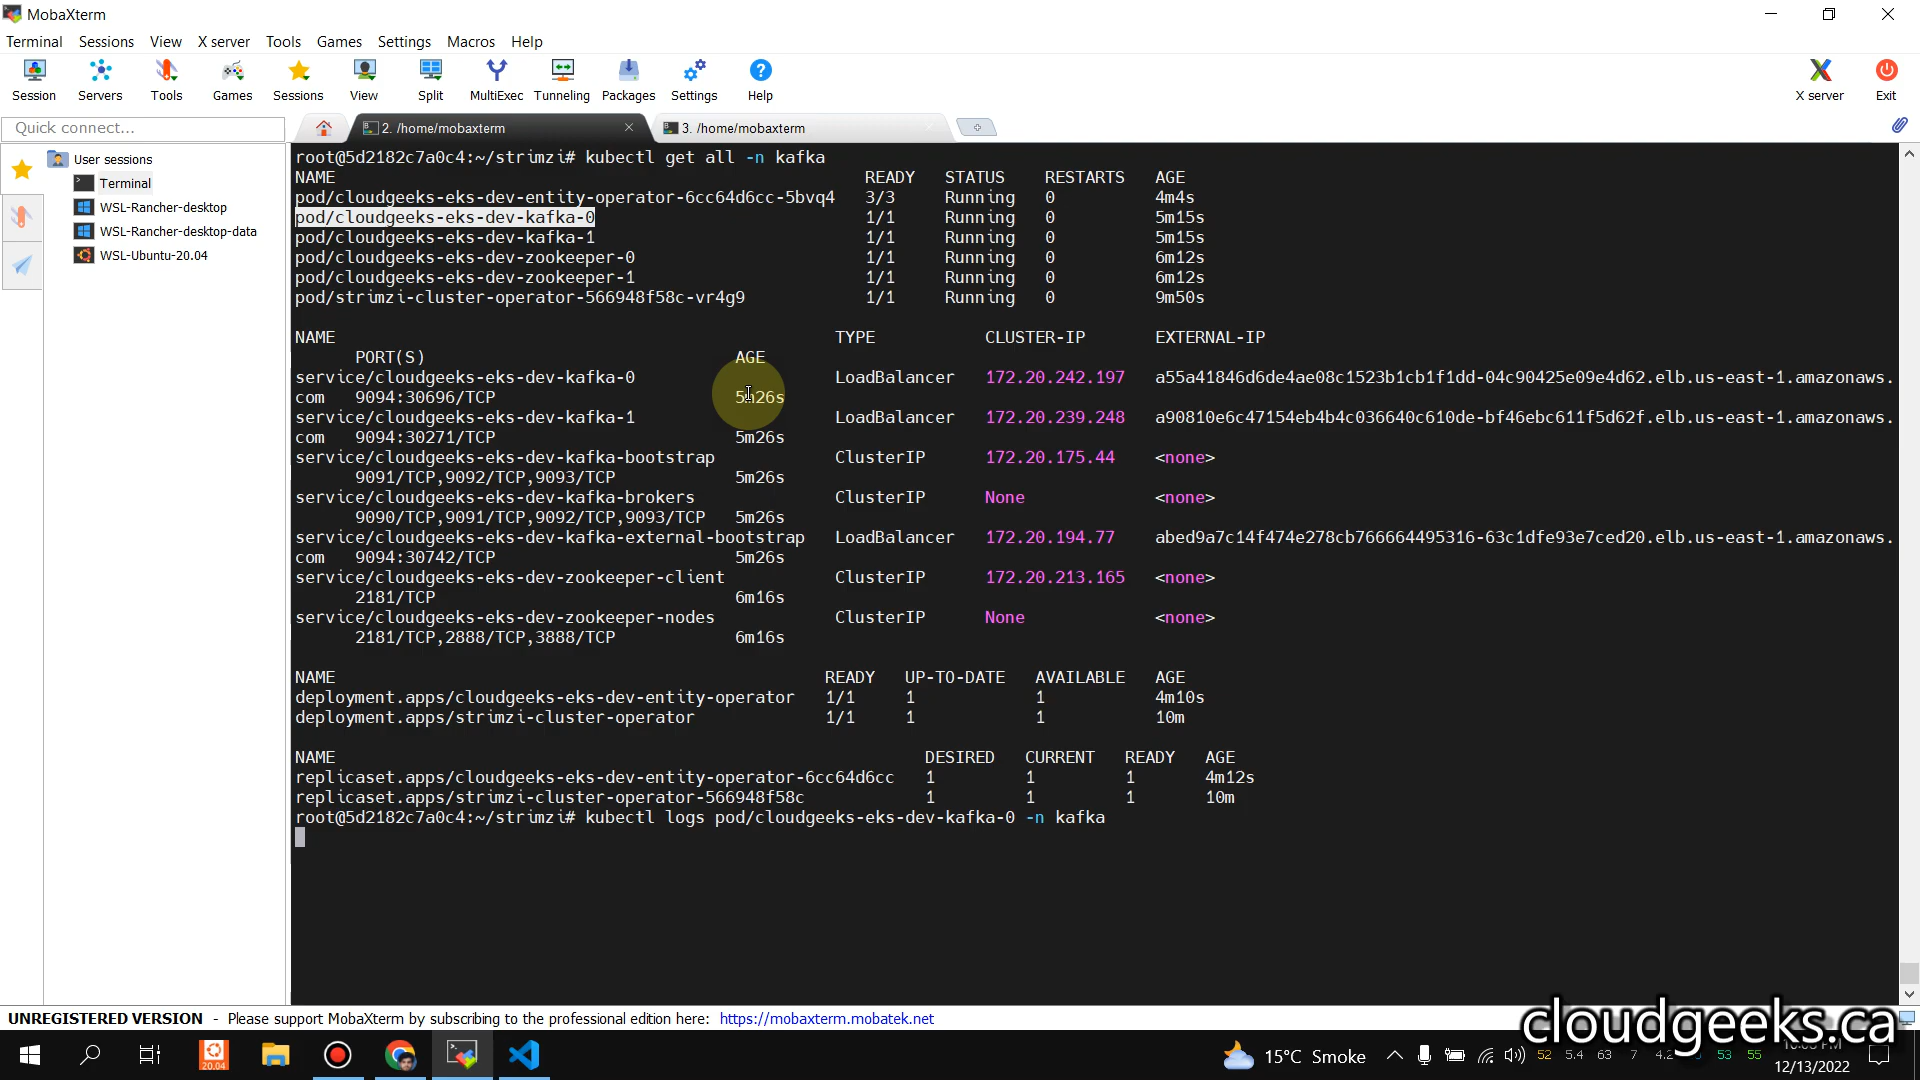 MobaXterm
Terminal Sessions View X server Tools Games Settings Macros Help
Session Servers Tools Games Sessions View Split MultiExec Tunneling Packages Settings Help X server Exit
Quick connect...
2. /home/mobaxterm
3. /home/mobaxterm
User sessions
Terminal
WSL-Rancher-desktop
WSL-Rancher-desktop-data
WSL-Ubuntu-20.04
root@5d2182c7a0c4:~/strimzi# kubectl get all -n kafka
NAME READY STATUS RESTARTS AGE
pod/cloudgeeks-eks-dev-entity-operator-6cc64d6cc-5bvq4 3/3 Running 0 4m4s
pod/cloudgeeks-eks-dev-kafka-0 1/1 Running 0 5m15s
pod/cloudgeeks-eks-dev-kafka-1 1/1 Running 0 5m15s
pod/cloudgeeks-eks-dev-zookeeper-0 1/1 Running 0 6m12s
pod/cloudgeeks-eks-dev-zookeeper-1 1/1 Running 0 6m12s
pod/strimzi-cluster-operator-566948f58c-vr4g9 1/1 Running 0 9m50s
NAME TYPE CLUSTER-IP EXTERNAL-IP
PORT(S) AGE
service/cloudgeeks-eks-dev-kafka-0 LoadBalancer 172.20.242.197 a55a41846d6de4ae08c1523b1cb1f1dd-04c90425e09e4d62.elb.us-east-1.amazonaws.
com 9094:30696/TCP 5m26s
service/cloudgeeks-eks-dev-kafka-1 LoadBalancer 172.20.239.248 a90810e6c47154eb4b4c036640c610de-bf46ebc611f5d62f.elb.us-east-1.amazonaws.
com 9094:30271/TCP 5m26s
service/cloudgeeks-eks-dev-kafka-bootstrap ClusterIP 172.20.175.44 <none>
9091/TCP,9092/TCP,9093/TCP 5m26s
service/cloudgeeks-eks-dev-kafka-brokers ClusterIP None <none>
9090/TCP,9091/TCP,9092/TCP,9093/TCP 5m26s
service/cloudgeeks-eks-dev-kafka-external-bootstrap LoadBalancer 172.20.194.77 abed9a7c14f474e278cb766664495316-63c1dfe93e7ced20.elb.us-east-1.amazonaws.
com 9094:30742/TCP 5m26s
service/cloudgeeks-eks-dev-zookeeper-client ClusterIP 172.20.213.165 <none>
2181/TCP 6m16s
service/cloudgeeks-eks-dev-zookeeper-nodes ClusterIP None <none>
2181/TCP,2888/TCP,3888/TCP 6m16s
NAME READY UP-TO-DATE AVAILABLE AGE
deployment.apps/cloudgeeks-eks-dev-entity-operator 1/1 1 1 4m10s
deployment.apps/strimzi-cluster-operator 1/1 1 1 10m
NAME DESIRED CURRENT READY AGE
replicaset.apps/cloudgeeks-eks-dev-entity-operator-6cc64d6cc 1 1 1 4m12s
replicaset.apps/strimzi-cluster-operator-566948f58c 1 1 1 10m
root@5d2182c7a0c4:~/strimzi# kubectl logs pod/cloudgeeks-eks-dev-kafka-0 -n kafka
UNREGISTERED VERSION - Please support MobaXterm by subscribing to the professional edition here: https://mobaxterm.mobatek.net
cloudgeeks.ca
20.04
15°C Smoke 52 5.4 63 7 4.2 53 55
12/13/2022